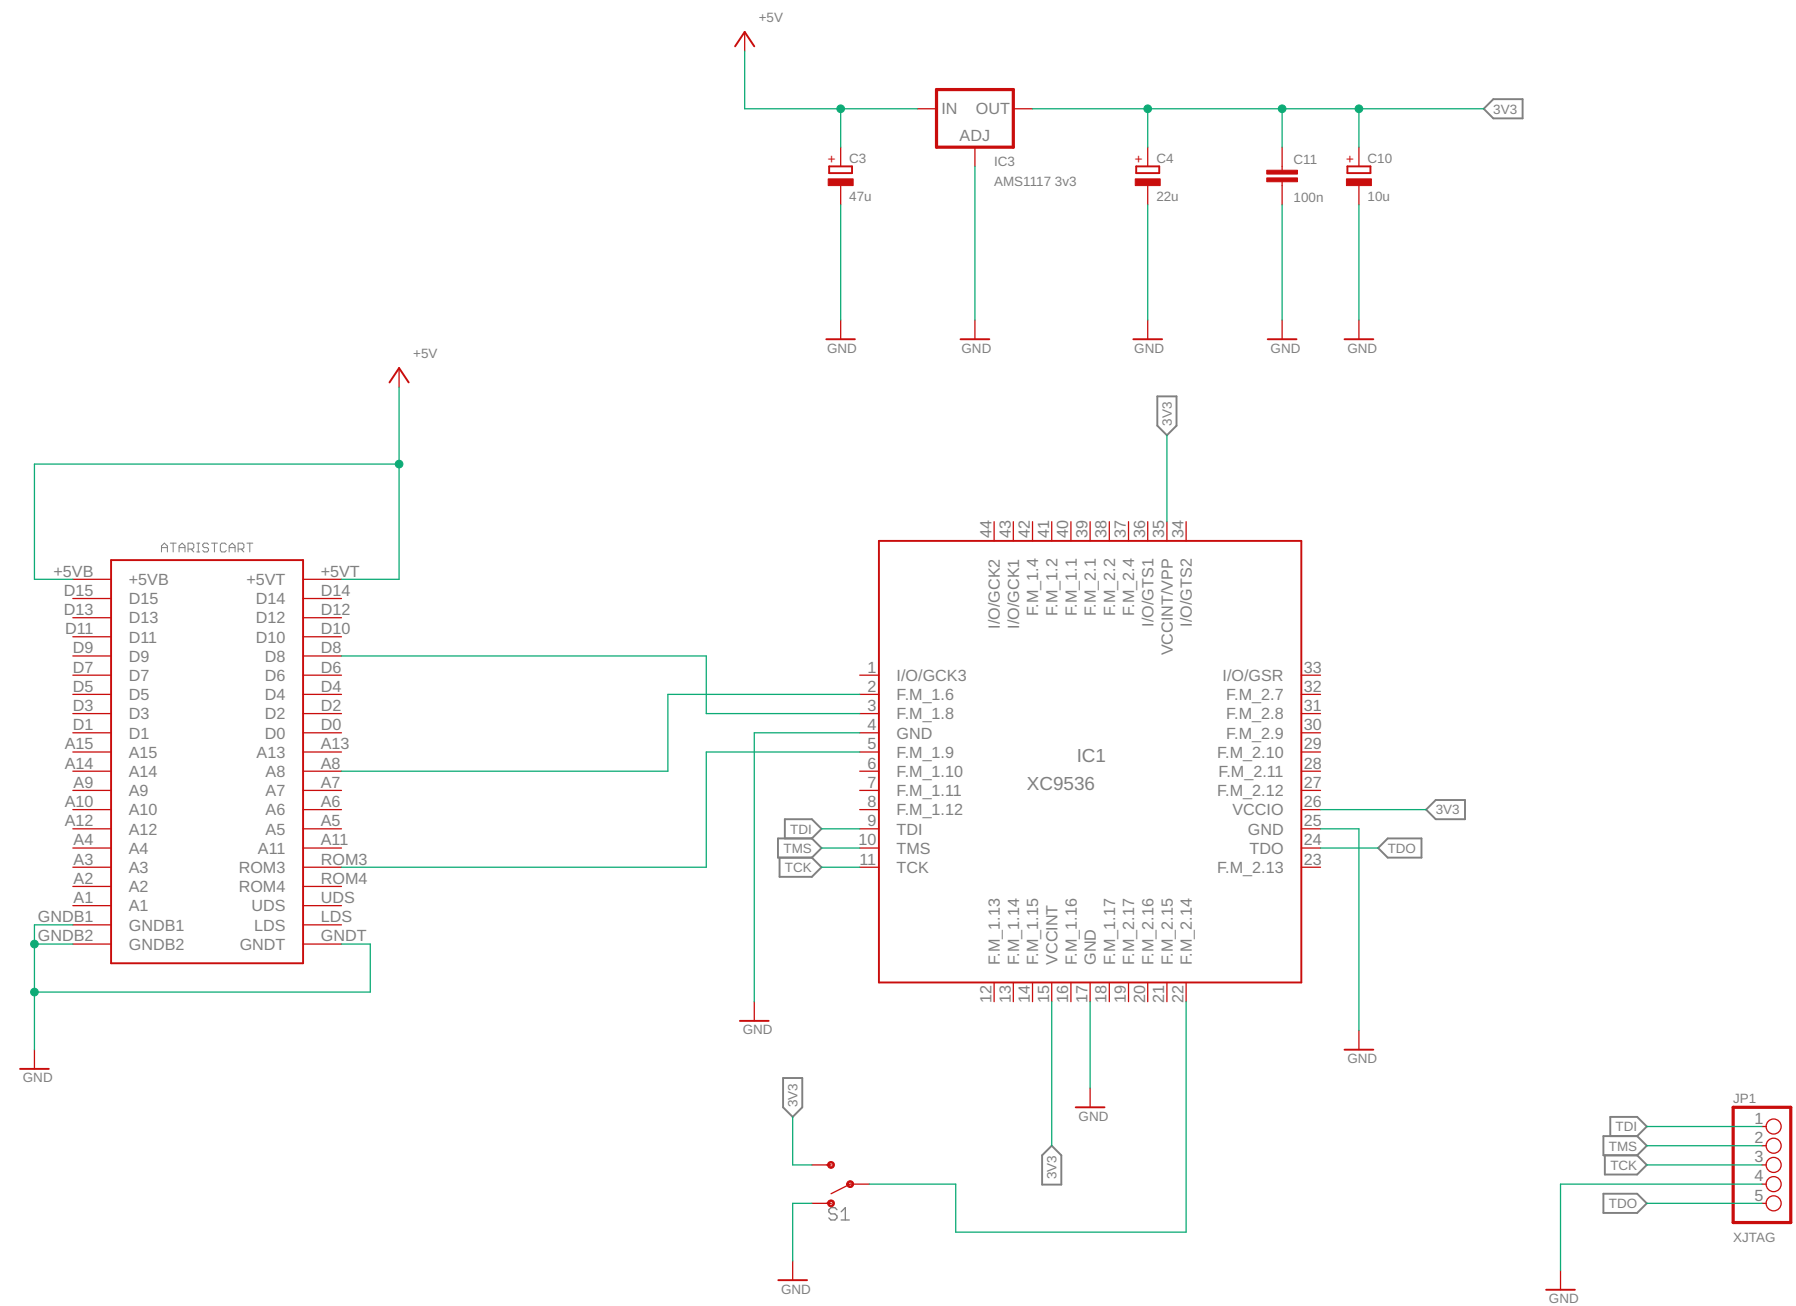 +5V
IN OUT
ADJ
3V3
C3
47u
IC3
AMS1117 3v3
C4
22u
C11
100n
C10
10u
GND
GND
GND
GND
GND
+5V
3V3
ATARISTCART
+5VB +5VB +5VT +5VT
D15 D15 D14 D14
D13 D13 D12 D12
D11 D11 D10 D10
D9 D9 D8 D8
D7 D7 D6 D6
D5 D5 D4 D4
D3 D3 D2 D2
D1 D1 D0 D0
A15 A15 A13 A13
A14 A14 A8 A8
A9 A9 A7 A7
A10 A10 A6 A6
A12 A12 A5 A5
A4 A4 A11 A11
A3 A3 ROM3 ROM3
A2 A2 ROM4 ROM4
A1 A1 UDS UDS
GNDB1 GNDB1 LDS LDS
GNDB2 GNDB2 GNDT GNDT
GND
44 43 42 41 40 39 38 37 36 35 34
I/O/GCK2
I/O/GCK1
F.M_1.4
F.M_1.2
F.M_1.1
F.M_2.1
F.M_2.2
F.M_2.4
I/O/GTS1
VCCINT/VPP
I/O/GTS2
1 I/O/GCK3 I/O/GSR 33
2 F.M_1.6 F.M_2.7 32
3 F.M_1.8 F.M_2.8 31
4 GND F.M_2.9 30
5 F.M_1.9 F.M_2.10 29
6 F.M_1.10 F.M_2.11 28
7 F.M_1.11 F.M_2.12 27
8 F.M_1.12 VCCIO 26 3V3
TDI 9 TDI GND 25
TMS 10 TMS TDO 24 TDO
TCK 11 TCK F.M_2.13 23
IC1
XC9536
F.M_1.13
F.M_1.14
F.M_1.15
VCCINT
F.M_1.16
GND
F.M_1.17
F.M_2.17
F.M_2.16
F.M_2.15
F.M_2.14
12 13 14 15 16 17 18 19 20 21 22
GND
GND
GND
3V3
3V3
S1
GND
JP1
TDI 1
TMS 2
TCK 3
4
TDO 5
XJTAG
GND